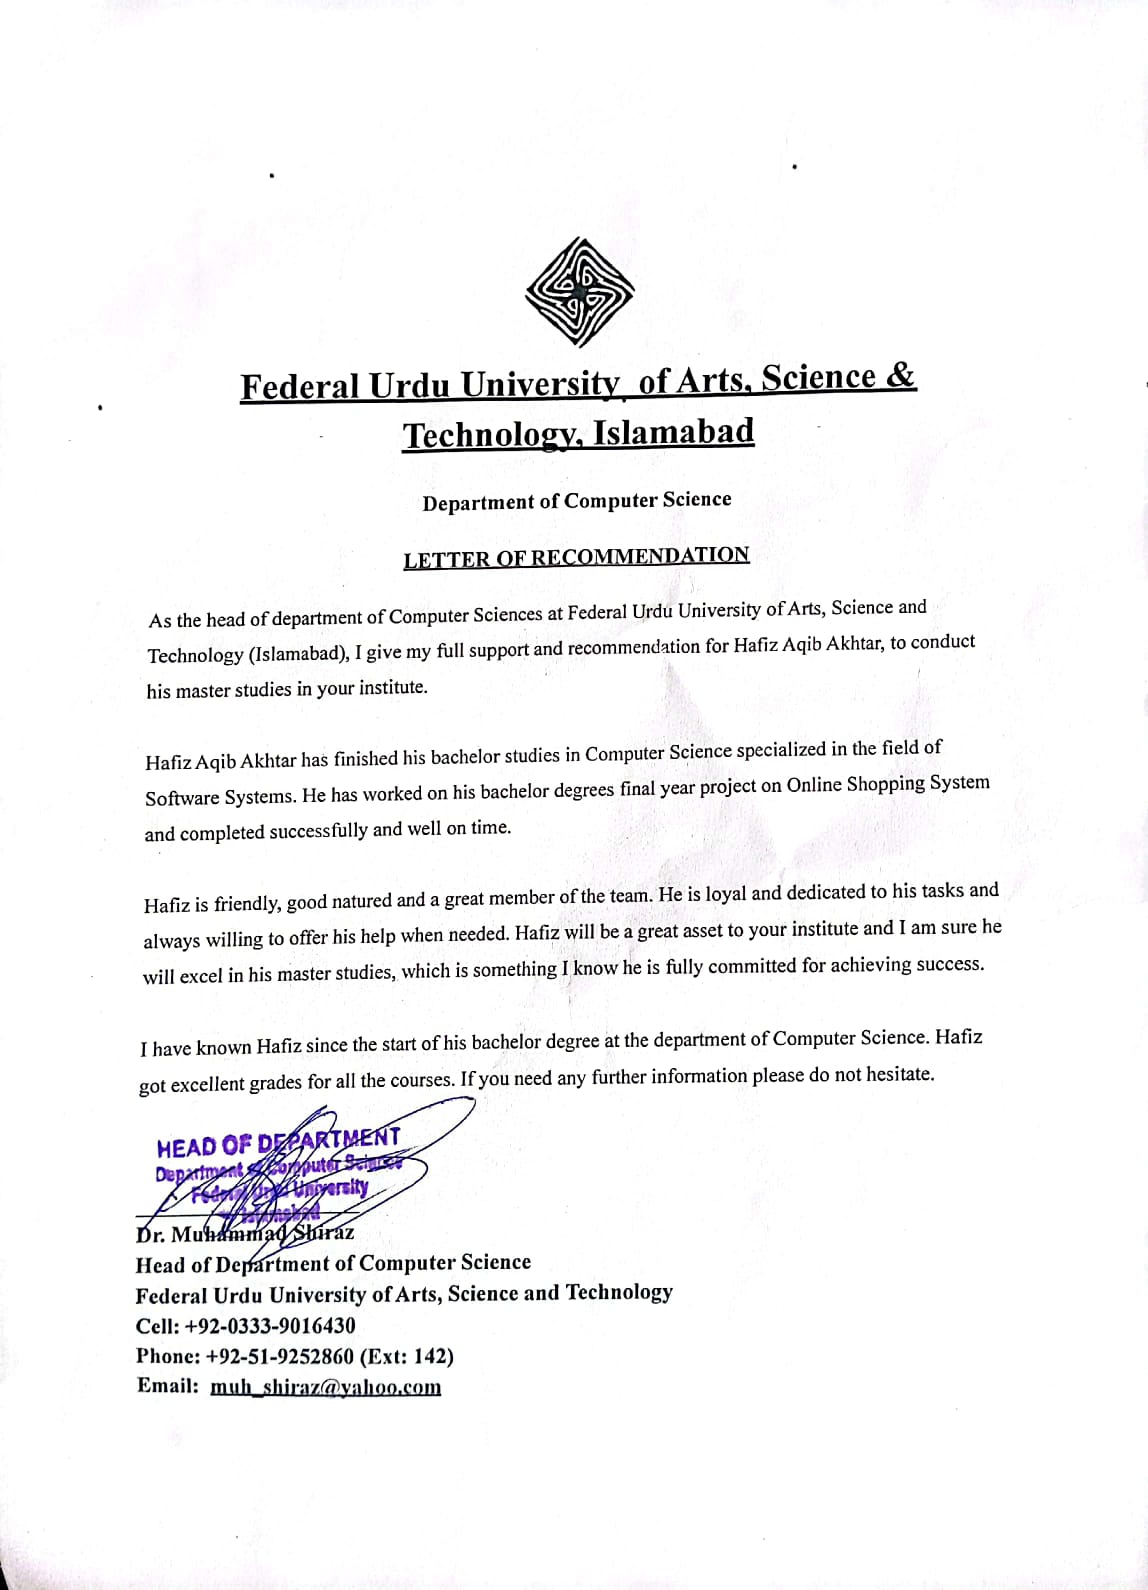 Federal Urdu University of Arts, Science &
Technology, Islamabad
Department of Computer Science
LETTER OF RECOMMENDATION
As the head of department of Computer Sciences at Federal Urdu University of Arts, Science and
Technology (Islamabad), I give my full support and recommendation for Hafiz Aqib Akhtar, to conduct
his master studies in your institute.
Hafiz Aqib Akhtar has finished his bachelor studies in Computer Science specialized in the field of
Software Systems. He has worked on his bachelor degrees final year project on Online Shopping System
and completed successfully and well on time.
Hafiz is friendly, good natured and a great member of the team. He is loyal and dedicated to his tasks and
always willing to offer his help when needed. Hafiz will be a great asset to your institute and I am sure he
will excel in his master studies, which is something I know he is fully committed for achieving success.
I have known Hafiz since the start of his bachelor degree at the department of Computer Science. Hafiz
got excellent grades for all the courses. If you need any further information please do not hesitate.
HEAD OF DEPARTMENT
Department of Computer Science
Federal Urdu University
Islamabad
Dr. Muhammad Shiraz
Head of Department of Computer Science
Federal Urdu University of Arts, Science and Technology
Cell: +92-0333-9016430
Phone: +92-51-9252860 (Ext: 142)
Email: muh_shiraz@yahoo.com